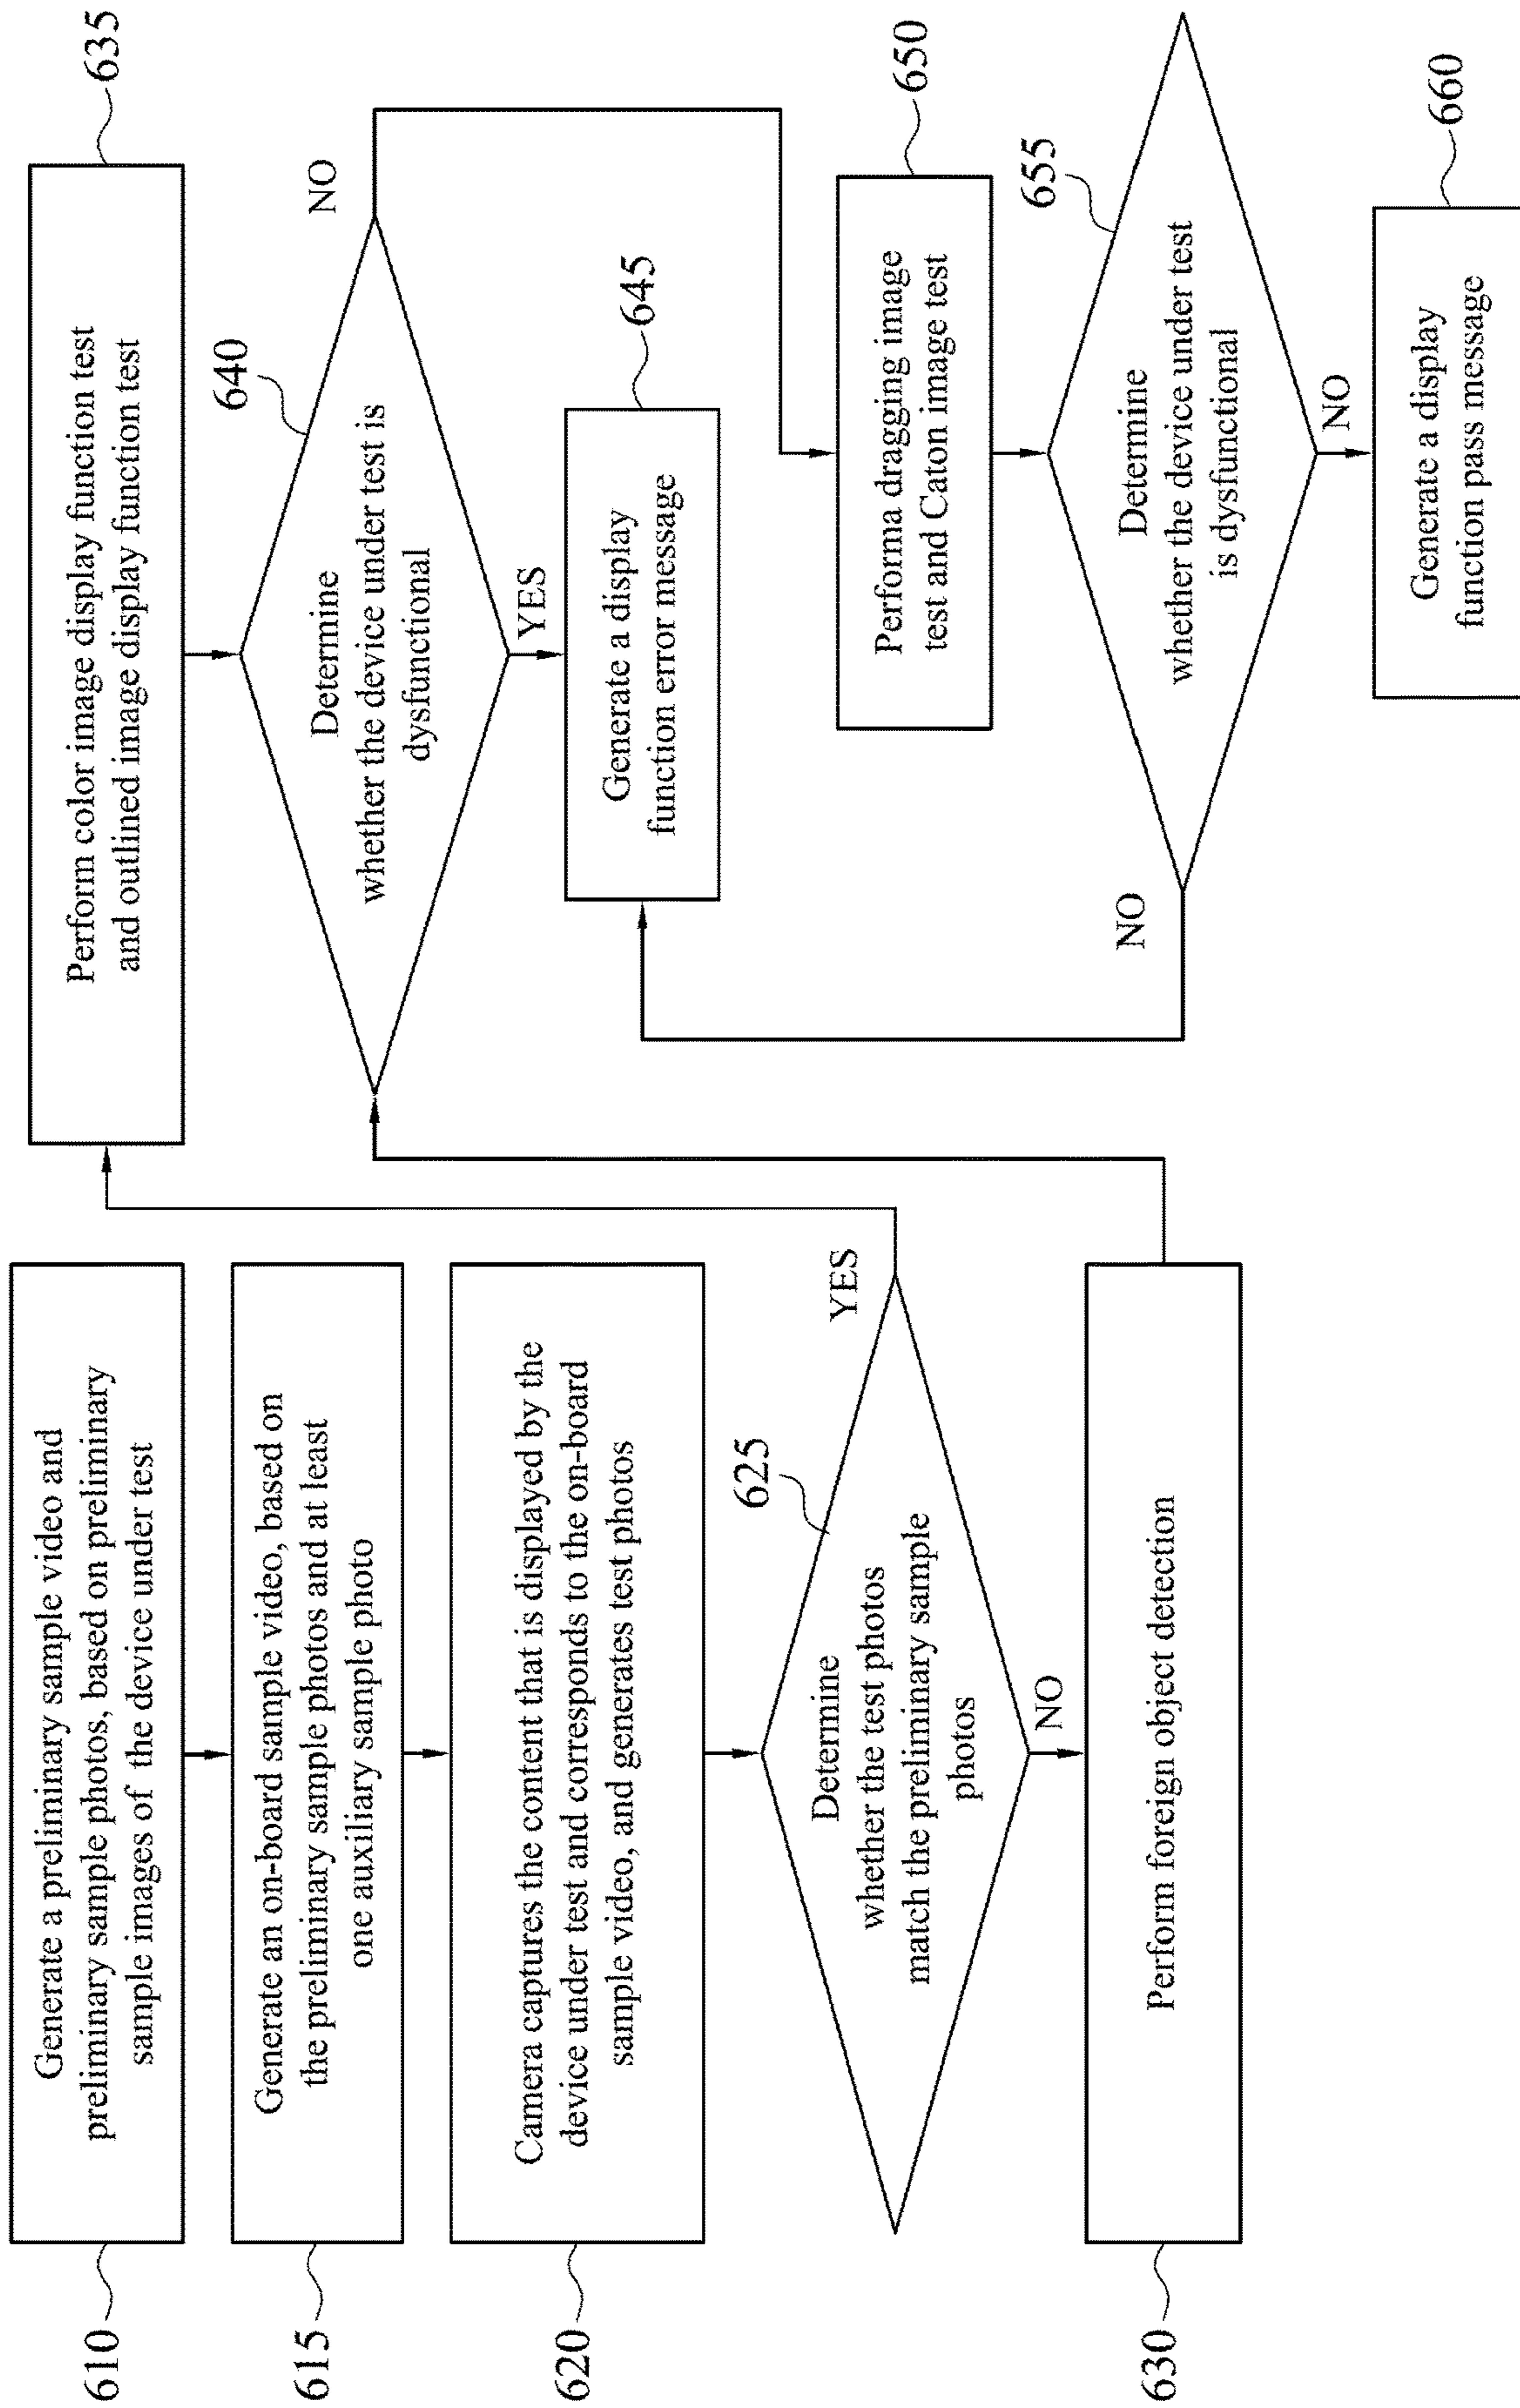 610
Generate a preliminary sample video and
preliminary sample photos, based on preliminary
sample images of the device under test
615
Generate an on-board sample video, based on
the preliminary sample photos and at least
one auxiliary sample photo
620
Camera captures the content that is displayed by the
device under test and corresponds to the on-board
sample video, and generates test photos
625
Determine
whether the test photos
match the preliminary sample
photos
YES
NO
630
Perform foreign object detection
635
Perform color image display function test
and outlined image display function test
640
Determine
whether the device under test is
dysfunctional
NO
YES
645
Generate a display
function error message
650
Performa dragging image
test and Caton image test
655
Determine
whether the device under test
is dysfunctional
NO
NO
660
Generate a display
function pass message